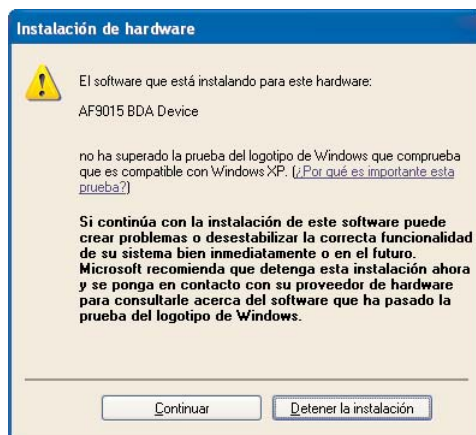 Instalación de hardware
El software que está instalando para este hardware:
AF9015 BDA Device
no ha superado la prueba del logotipo de Windows que comprueba
que es compatible con Windows XP. (¿Por qué es importante esta
prueba?)
Si continúa con la instalación de este software puede
crear problemas o desestabilizar la correcta funcionalidad
de su sistema bien inmediatamente o en el futuro.
Microsoft recomienda que detenga esta instalación ahora
y se ponga en contacto con su proveedor de hardware
para consultarle acerca del software que ha pasado la
prueba del logotipo de Windows.
Continuar
Detener la instalación